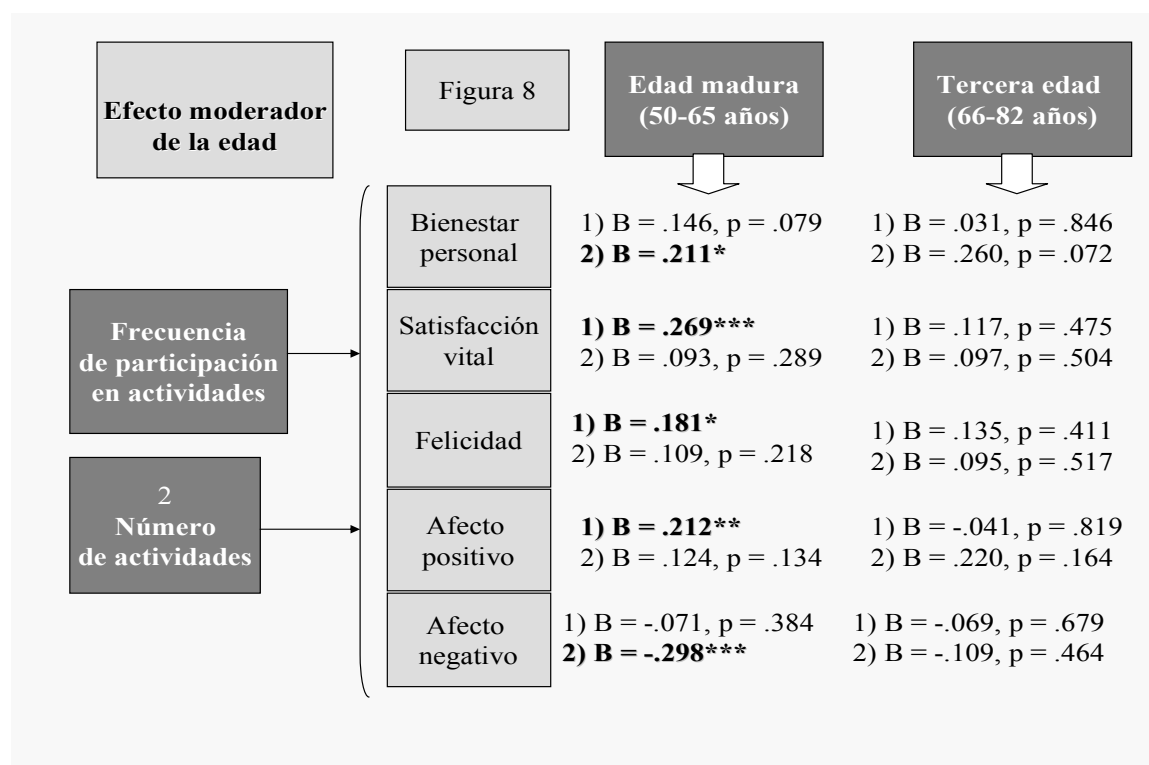 Efecto moderador
de la edad
Figura 8
Edad madura
(50-65 años)
Tercera edad
(66-82 años)
Frecuencia
de participación
en actividades
2
Número
de actividades
Bienestar
personal
1) B = .146, p = .079
2) B = .211*
1) B = .031, p = .846
2) B = .260, p = .072
Satisfacción
vital
1) B = .269***
2) B = .093, p = .289
1) B = .117, p = .475
2) B = .097, p = .504
Felicidad
1) B = .181*
2) B = .109, p = .218
1) B = .135, p = .411
2) B = .095, p = .517
Afecto
positivo
1) B = .212**
2) B = .124, p = .134
1) B = -.041, p = .819
2) B = .220, p = .164
Afecto
negativo
1) B = -.071, p = .384
2) B = -.298***
1) B = -.069, p = .679
2) B = -.109, p = .464